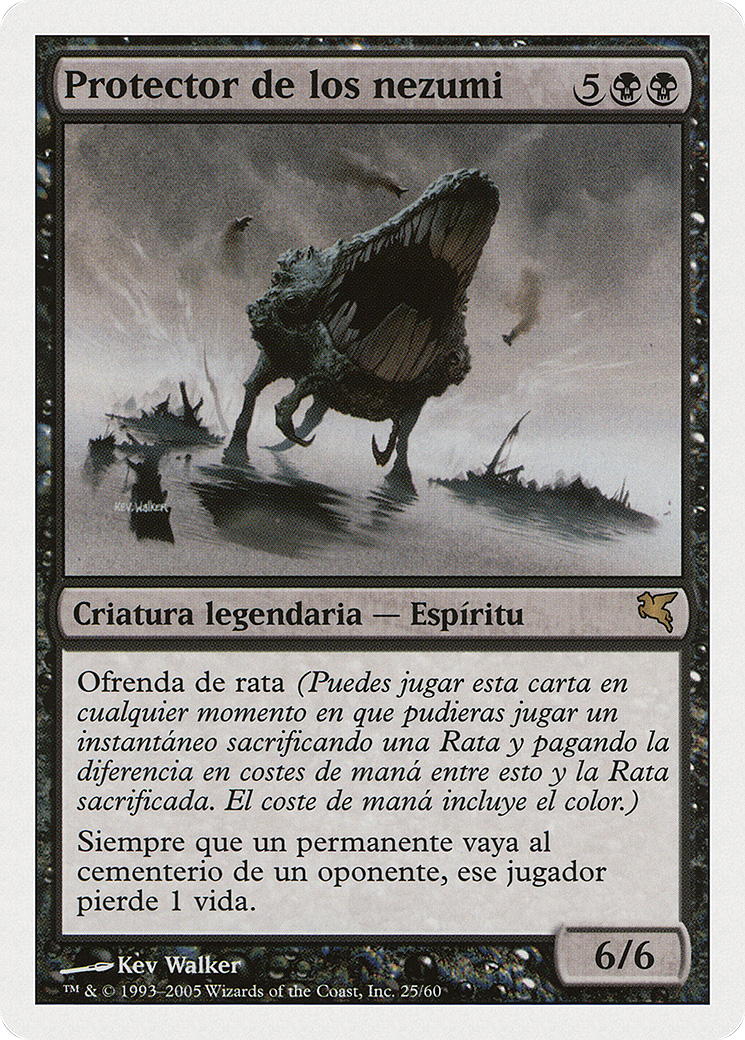 Protector de los nezumi 5
KEV. WALKER
Criatura legendaria — Espíritu
Ofrenda de rata (Puedes jugar esta carta en
cualquier momento en que pudieras jugar un
instantáneo sacrificando una Rata y pagando la
diferencia en costes de maná entre esto y la Rata
sacrificada. El coste de maná incluye el color.)
Siempre que un permanente vaya al
cementerio de un oponente, ese jugador
pierde 1 vida.
6/6
Kev Walker
™ & © 1993–2005 Wizards of the Coast, Inc. 25/60